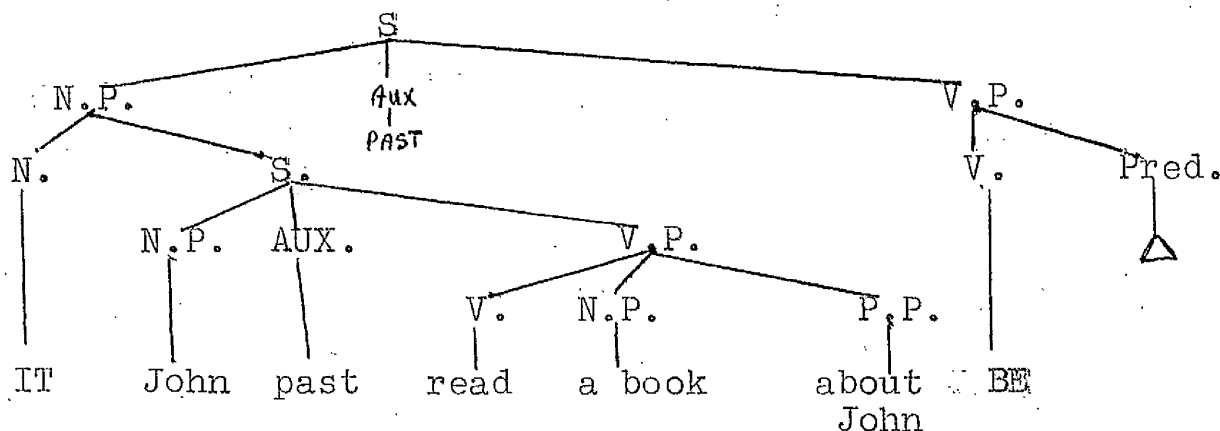 S
N.P. Aux V.P.
PAST
N. S. V. Pred.
N.P. AUX. V.P.
V. N.P. P.P.
IT John past read a book about BE
John